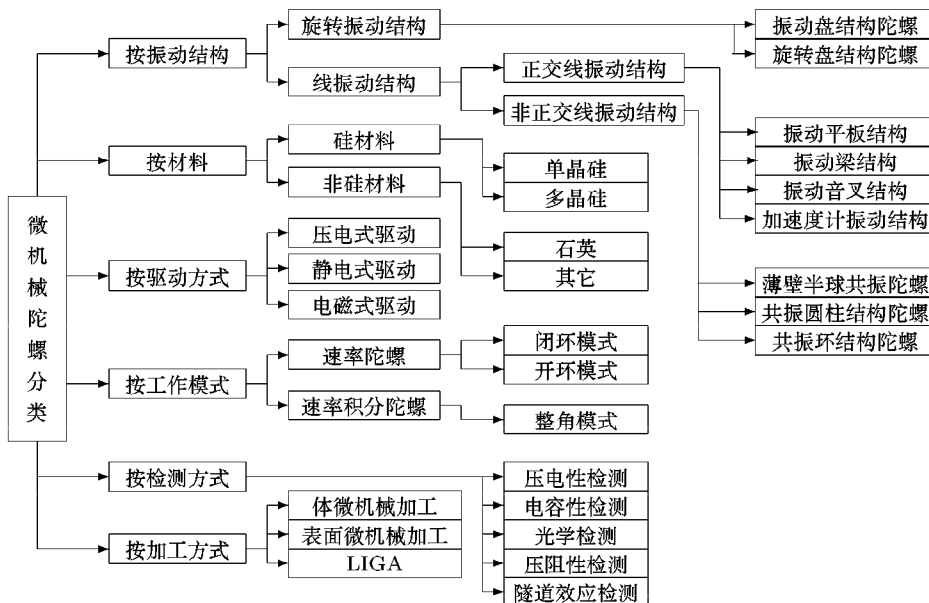 微机械陀螺分类
按振动结构
旋转振动结构
振动盘结构陀螺
旋转盘结构陀螺
线振动结构
正交线振动结构
振动平板结构
振动梁结构
振动音叉结构
加速度计振动结构
非正交线振动结构
薄壁半球共振陀螺
共振圆柱结构陀螺
共振环结构陀螺
按材料
硅材料
单晶硅
多晶硅
非硅材料
石英
其它
按驱动方式
压电式驱动
静电式驱动
电磁式驱动
按工作模式
速率陀螺
闭环模式
开环模式
速率积分陀螺
整角模式
按检测方式
压电性检测
电容性检测
光学检测
压阻性检测
隧道效应检测
按加工方式
体微机械加工
表面微机械加工
LIGA